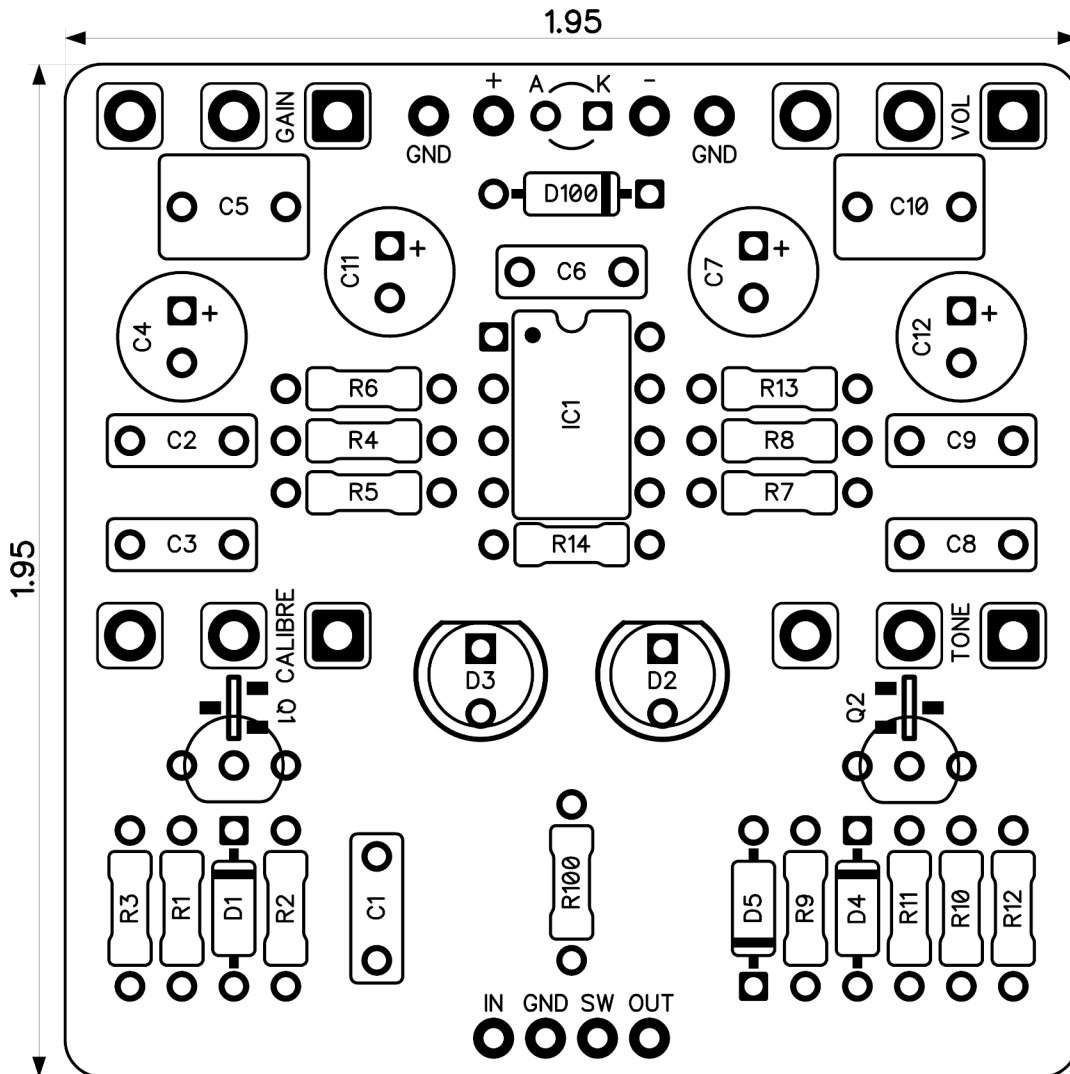 1.95
+ A K -
GAIN
VOL
GND
GND
D100
C5
C10
+
+
C11
C6
C7
+
+
C4
C12
1.95
R6
R13
IC1
C2
R4
R8
C9
R5
R7
C3
R14
C8
CALIBRE
TONE
D3
D2
Q1
Q2
R3
R1
D1
R2
C1
R100
D5
R9
D4
R11
R10
R12
IN GND SW OUT